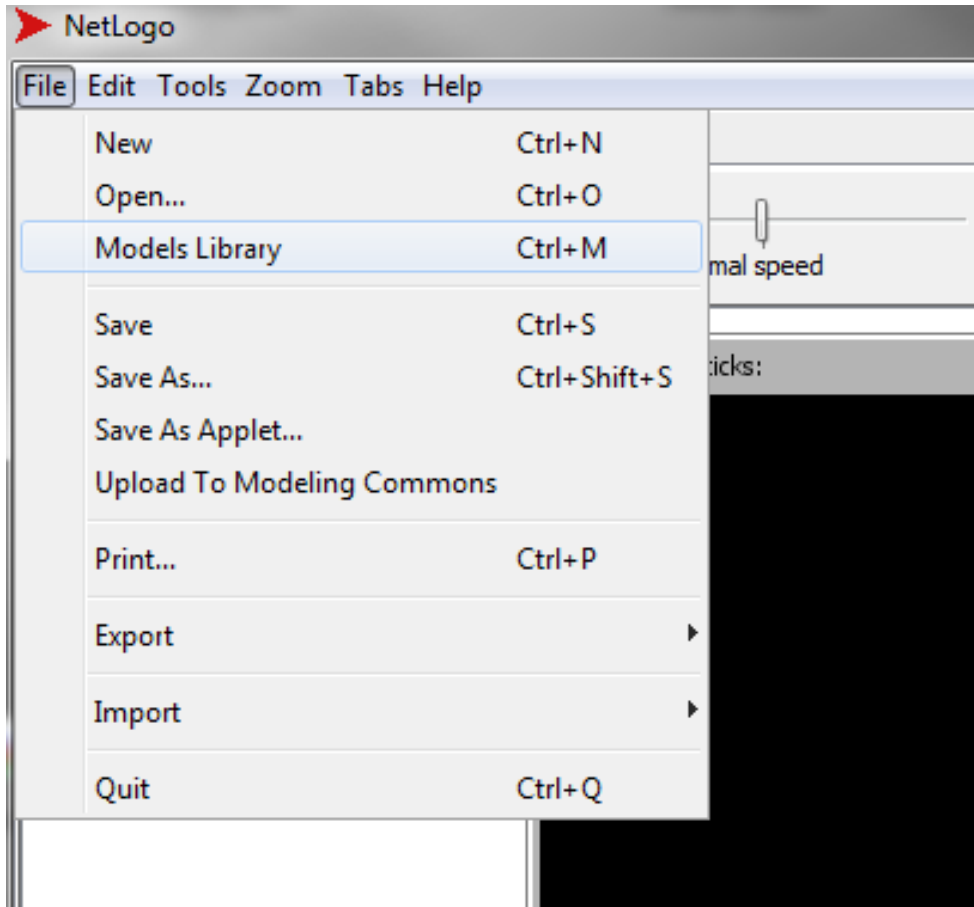 NetLogo
File Edit Tools Zoom Tabs Help
New Ctrl+N
Open... Ctrl+O
Models Library Ctrl+M
mal speed
Save Ctrl+S
Save As... Ctrl+Shift+S
icks:
Save As Applet...
Upload To Modeling Commons
Print... Ctrl+P
Export
Import
Quit Ctrl+Q